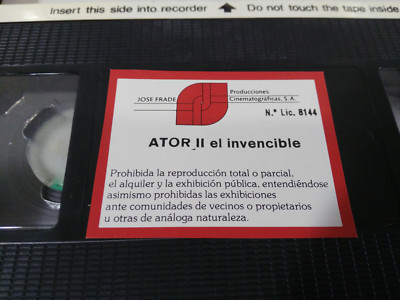 Insert this side into recorder ↑ Do not touch the tape inside
JOSE FRADE Producciones
Cinematográficas, S.A.
N.° Lic. 8144
ATOR II el invencible
Prohibida la reproducción total o parcial,
el alquiler y la exhibición pública, entendiéndose
asimismo prohibidas las exhibiciones
ante comunidades de vecinos o propietarios
u otras de análoga naturaleza.